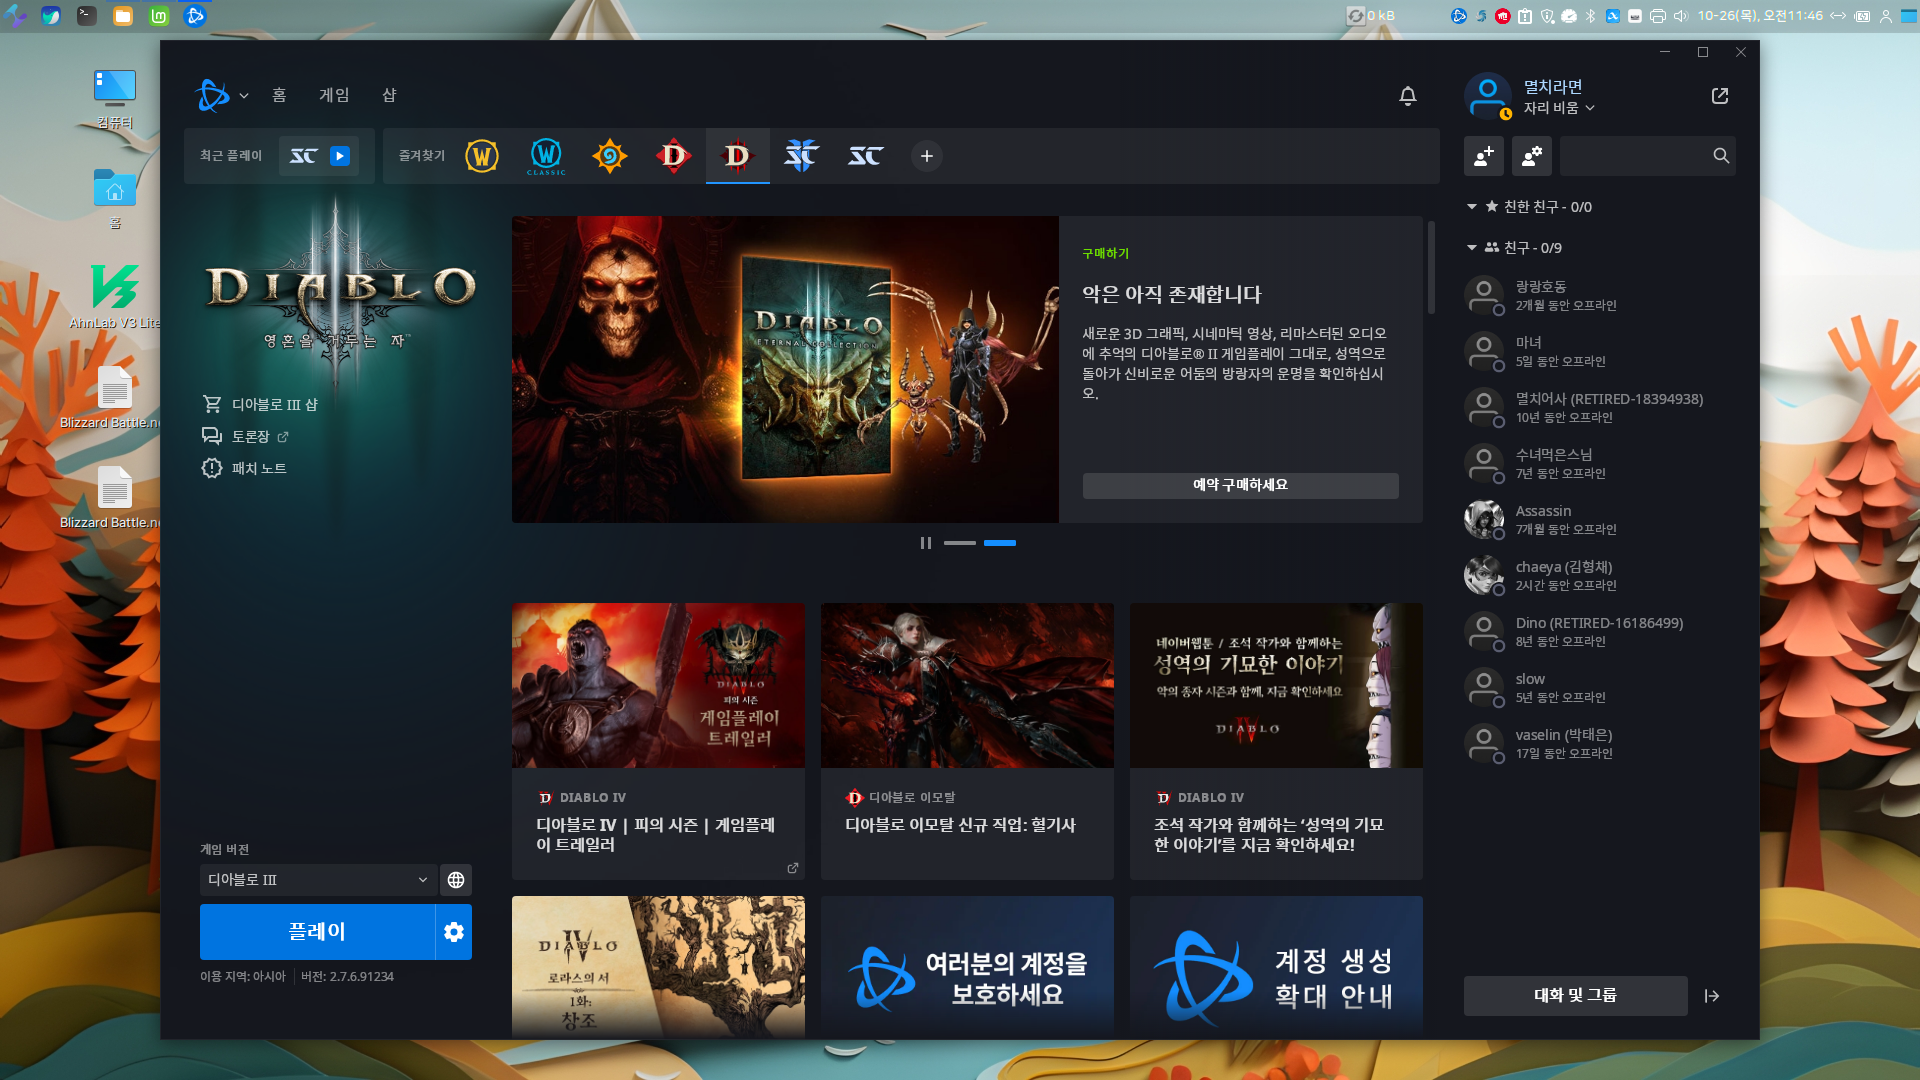 0 kB
10-26(목), 오전11:46
컴퓨터
홈
AhnLab V3 Lite
Blizzard Battle.ne
Blizzard Battle.ne
홈
게임
샵
최근 플레이
즐겨찾기
CLASSIC
DIABLO
영혼을 거두는 자™
디아블로 III 샵
토론장
패치 노트
게임 버전
디아블로 III
플레이
이용 지역: 아시아
버전: 2.7.6.91234
DIABLO
ETERNAL COLLECTION
구매하기
악은 아직 존재합니다
새로운 3D 그래픽, 시네마틱 영상, 리마스터된 오디오
에 추억의 디아블로® II 게임플레이 그대로, 성역으로
돌아가 신비로운 어둠의 방랑자의 운명을 확인하십시
오.
예약 구매하세요
DIABLO
피의 시즌
게임플레이
트레일러
DIABLO IV
디아블로 IV | 피의 시즌 | 게임플레
이 트레일러
디아블로 이모탈
디아블로 이모탈 신규 직업: 혈기사
네이버웹툰 / 조석 작가와 함께하는
성역의 기묘한 이야기
악의 종자 시즌과 함께, 지금 확인하세요
DIABLO IV
DIABLO IV
조석 작가와 함께하는 ‘성역의 기묘
한 이야기’를 지금 확인하세요!
DIABLO IV
로라스의 서
1화:
창조
여러분의 계정을
보호하세요
계정 생성
확대 안내
멸치라면
자리 비움
친한 친구 - 0/0
친구 - 0/9
랑랑호동
2개월 동안 오프라인
마녀
5일 동안 오프라인
멸치어사 (RETIRED-18394938)
10년 동안 오프라인
수녀먹은스님
7년 동안 오프라인
Assassin
7개월 동안 오프라인
chaeya (김형채)
2시간 동안 오프라인
Dino (RETIRED-16186499)
8년 동안 오프라인
slow
5년 동안 오프라인
vaselin (박태은)
17일 동안 오프라인
대화 및 그룹